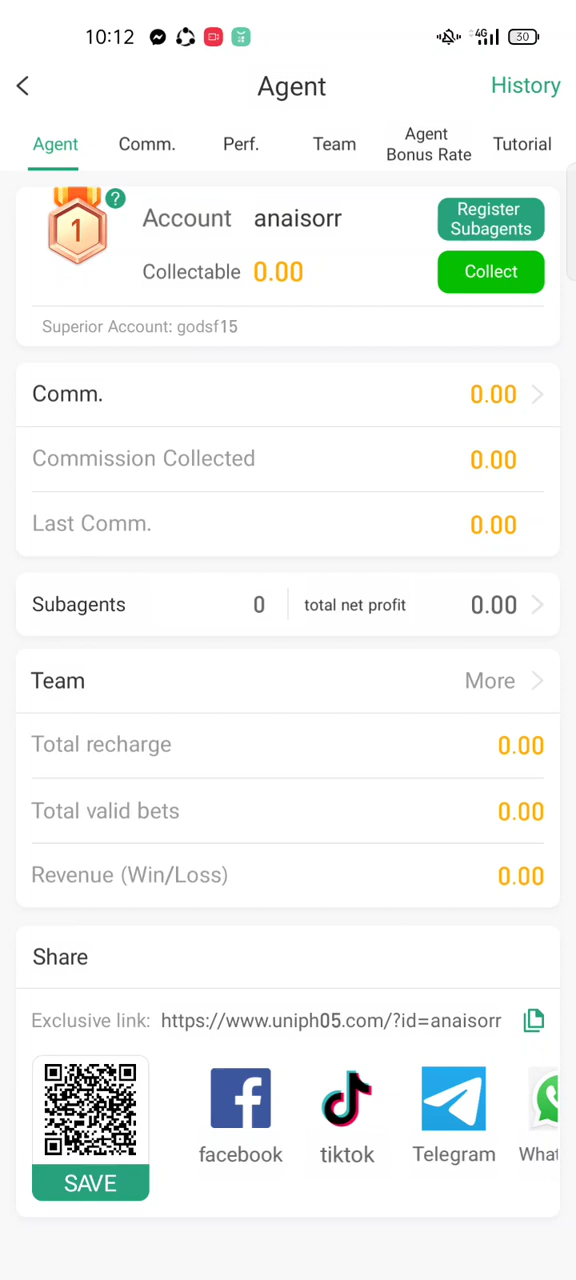 10:12 4G 30
Agent
History
Agent Comm. Perf. Team Agent Bonus Rate Tutorial
1 ? Account anaisorr
Register
Subagents
Collectable 0.00 Collect
Superior Account: godsf15
Comm. 0.00
Commission Collected 0.00
Last Comm. 0.00
Subagents 0 total net profit 0.00
Team More
Total recharge 0.00
Total valid bets 0.00
Revenue (Win/Loss) 0.00
Share
Exclusive link: https://www.uniph05.com/?id=anaisorr
SAVE
facebook tiktok Telegram What